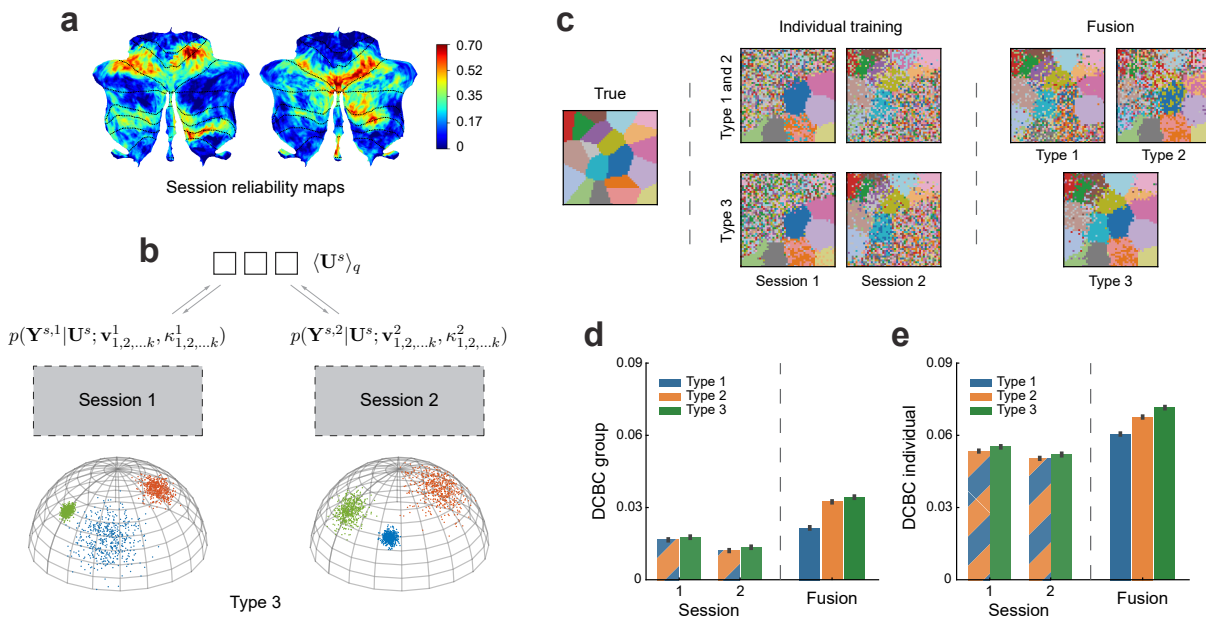 a
0.70
0.52
0.35
0.17
0
Session reliability maps
b
⟨U^s⟩_q
p(Y^{s,1}|U^s; v^1_{1,2,...k}, κ^1_{1,2,...k})
p(Y^{s,2}|U^s; v^2_{1,2,...k}, κ^2_{1,2,...k})
Session 1
Session 2
Type 3
c
Individual training
Fusion
True
Type 1 and 2
Type 1
Type 2
Type 3
Session 1
Session 2
Type 3
d
0.09
0.06
0.03
0
DCBC group
Type 1
Type 2
Type 3
1
2
Session
Fusion
e
0.09
0.06
0.03
0
DCBC individual
Type 1
Type 2
Type 3
1
2
Session
Fusion